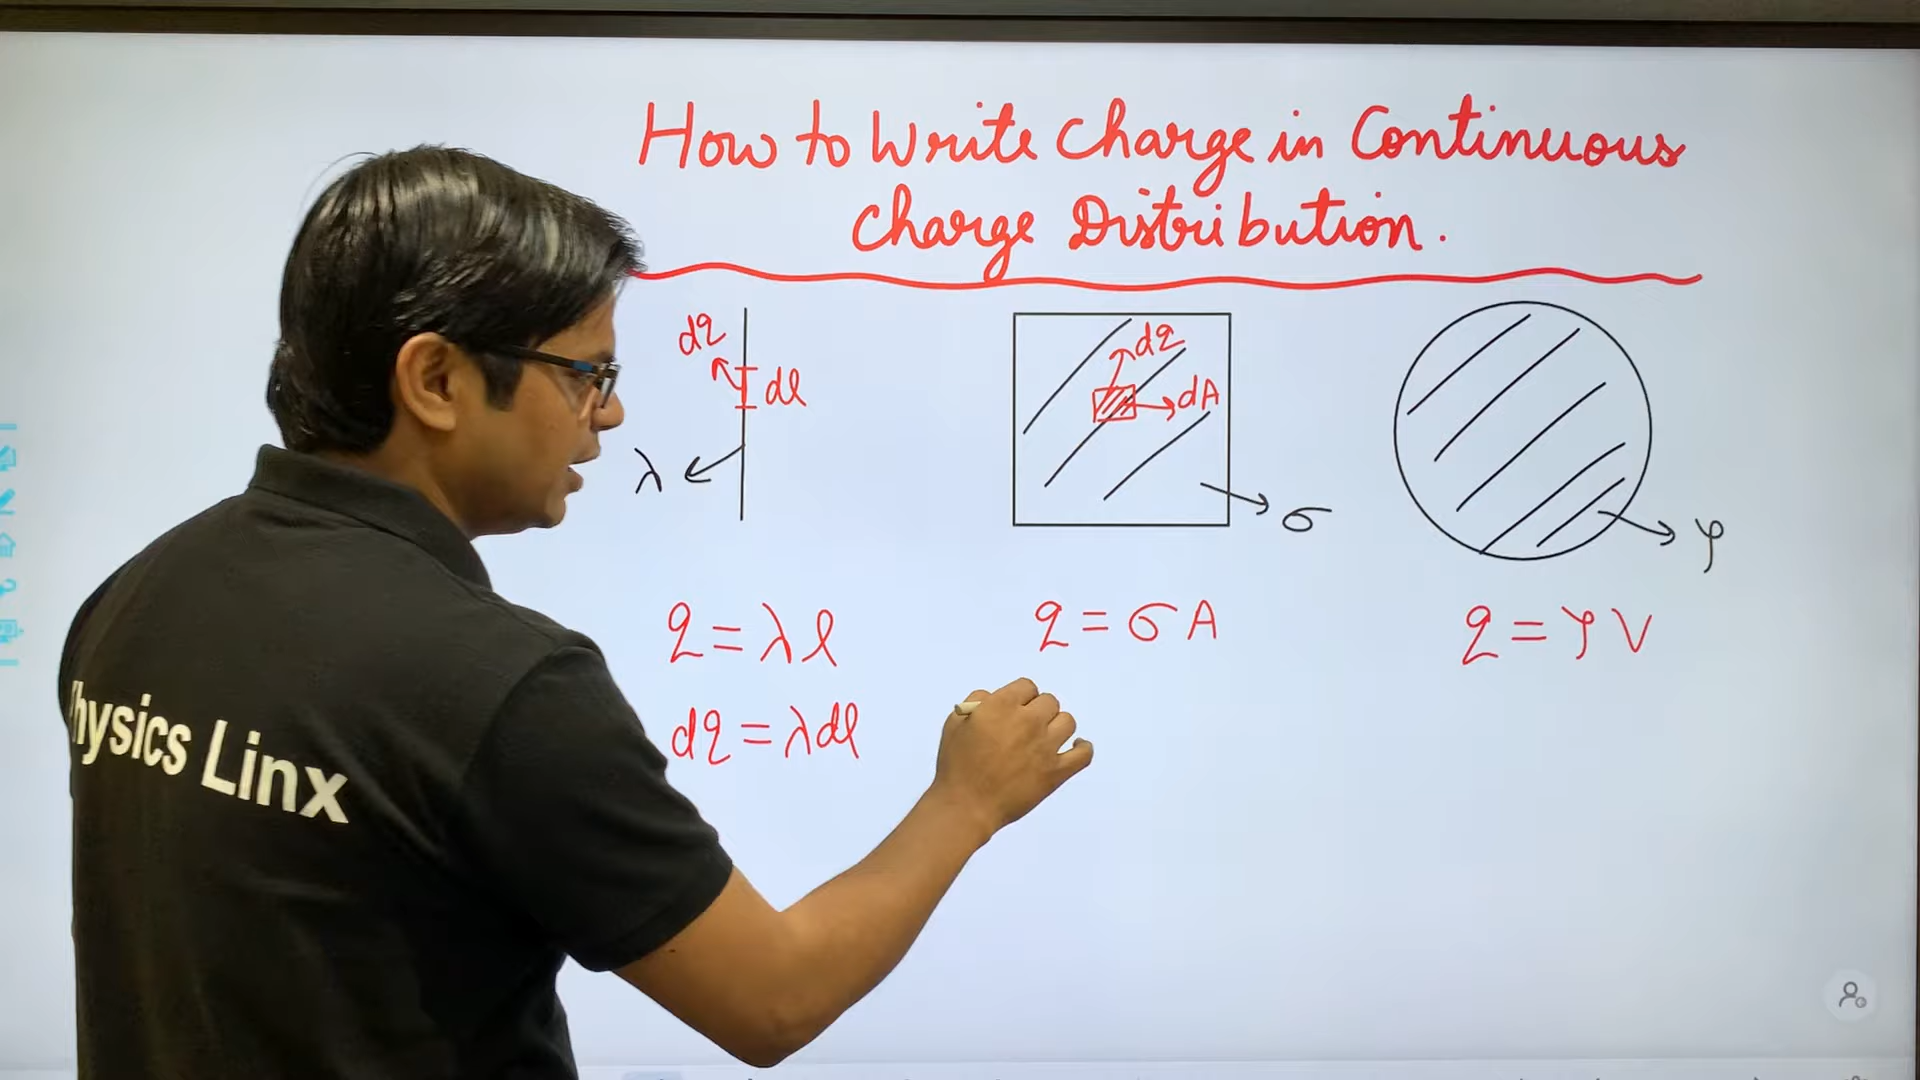 How to Write Charge in Continuous
Charge Distribution.
dq
dl
λ
dq
dA
σ
ρ
q = λl
q = σA
q = ρV
dq = λdl
hysics Linx